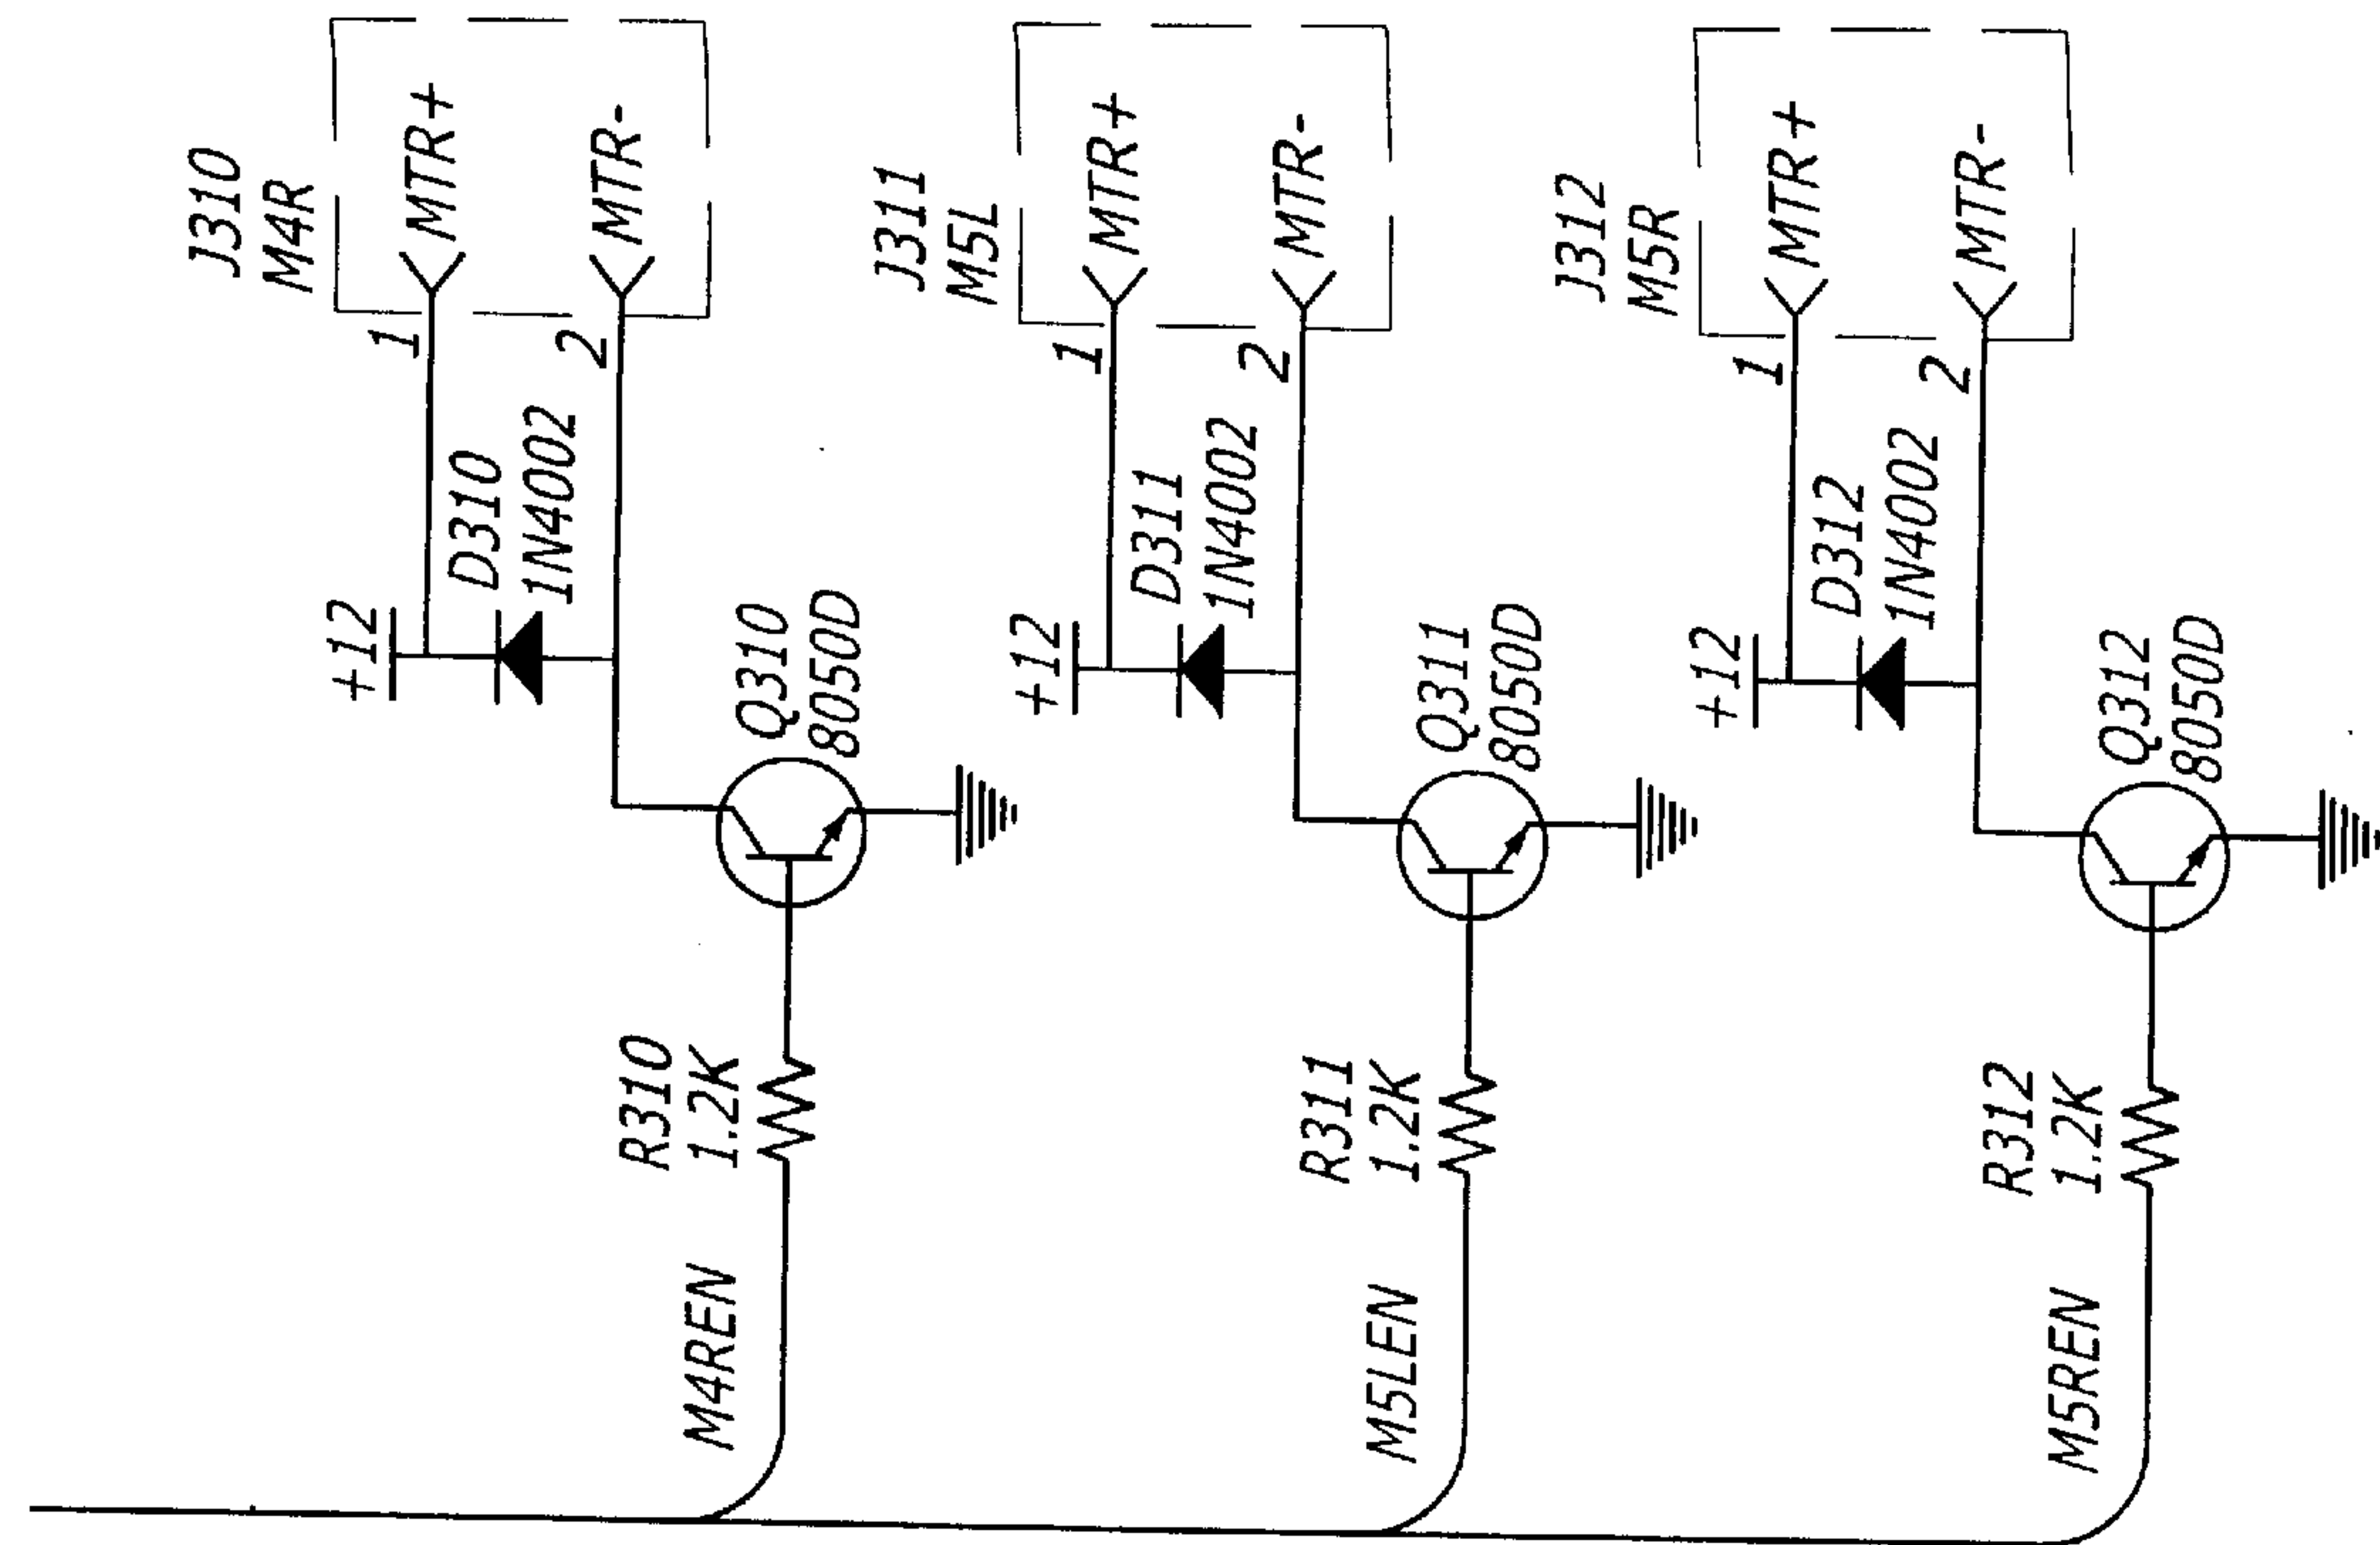 J310
M4R
1
MTR+
2
MTR-
+12
D310
1N4002
Q310
8050D
R310
1.2K
M4REN
J311
M5L
1
MTR+
2
MTR-
+12
D311
1N4002
Q311
8050D
R311
1.2K
M5LEN
J312
M5R
1
MTR+
2
MTR-
+12
D312
1N4002
Q312
8050D
R312
1.2K
M5REN